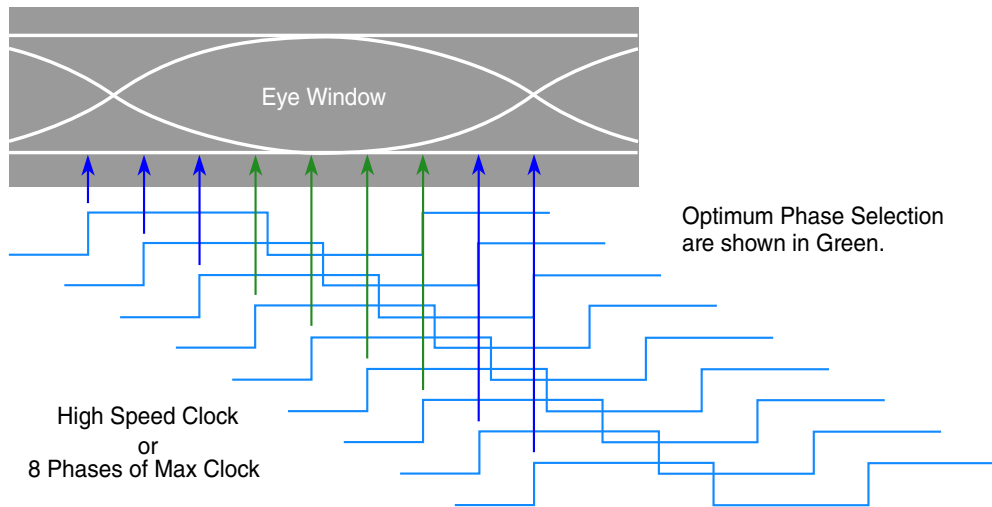 Eye Window
Optimum Phase Selection
are shown in Green.
High Speed Clock
or
8 Phases of Max Clock